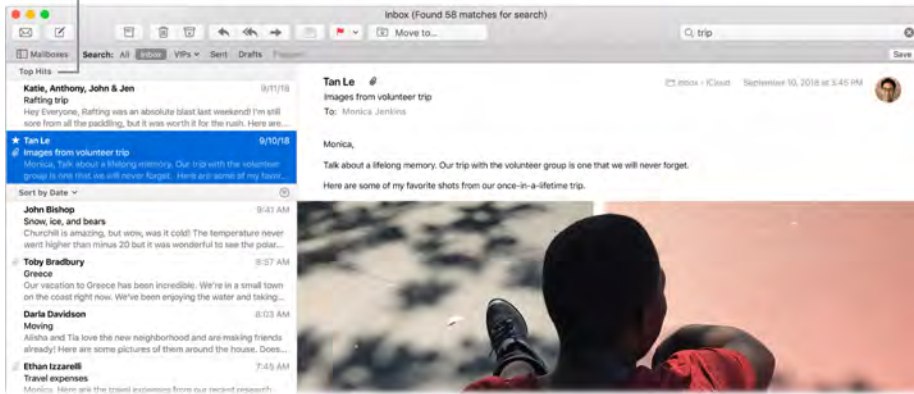 Inbox (Found 58 matches for search)
Move to...
trip
Mailboxes Search: All Inbox VIPs Sent Drafts
Save
Top Hits
Katie, Anthony, John & Jen 9/11/18
Rafting trip
Hey Everyone, Rafting was an absolute blast last weekend! I'm still
sore from all the paddling, but it was worth it for the rush. Here are...
Tan Le 9/10/18
Images from volunteer trip
Monica, Talk about a lifelong memory. Our trip with the volunteer
group is one that we will never forget. Here are some of my favor...
Sort by Date
John Bishop 9:41 AM
Snow, ice, and bears
Churchill is amazing, but wow, was it cold! The temperature never
went higher than minus 20 but it was wonderful to see the polar...
Toby Bradbury 8:57 AM
Greece
Our vacation to Greece has been incredible. We're in a small town
on the coast right now. We've been enjoying the water and taking...
Darla Davidson 8:03 AM
Moving
Alisha and Tia love the new neighborhood and are making friends
already! Here are some pictures of them around the house. Does...
Ethan Izzarelli 7:45 AM
Travel expenses
Monica, Here are the travel expenses from our recent research
Tan Le
Inbox - iCloud September 10, 2018 at 3:45 PM
Images from volunteer trip
To: Monica Jenkins
Monica,
Talk about a lifelong memory. Our trip with the volunteer group is one that we will never forget.
Here are some of my favorite shots from our once-in-a-lifetime trip.